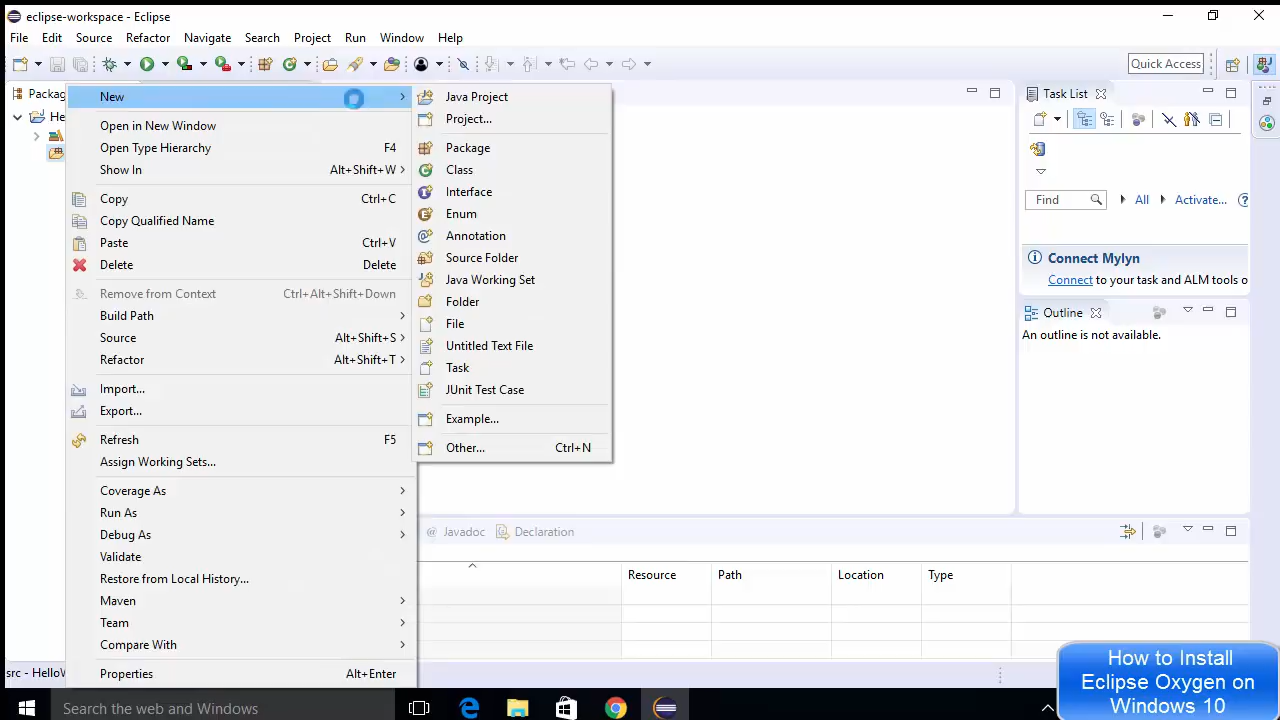 eclipse-workspace - Eclipse
File Edit Source Refactor Navigate Search Project Run Window Help
Quick Access
Packag
He
New
Open in New Window
Open Type Hierarchy F4
Show In Alt+Shift+W
Copy Ctrl+C
Copy Qualified Name
Paste Ctrl+V
Delete Delete
Remove from Context Ctrl+Alt+Shift+Down
Build Path
Source Alt+Shift+S
Refactor Alt+Shift+T
Import...
Export...
Refresh F5
Assign Working Sets...
Coverage As
Run As
Debug As
Validate
Restore from Local History...
Maven
Team
Compare With
Properties Alt+Enter
Java Project
Project...
Package
Class
Interface
Enum
Annotation
Source Folder
Java Working Set
Folder
File
Untitled Text File
Task
JUnit Test Case
Example...
Other... Ctrl+N
Task List
Find All Activate...
Connect Mylyn
Connect to your task and ALM tools o
Outline
An outline is not available.
@ Javadoc Declaration
Resource Path Location Type
src - HelloW
How to Install
Eclipse Oxygen on
Windows 10
Search the web and Windows